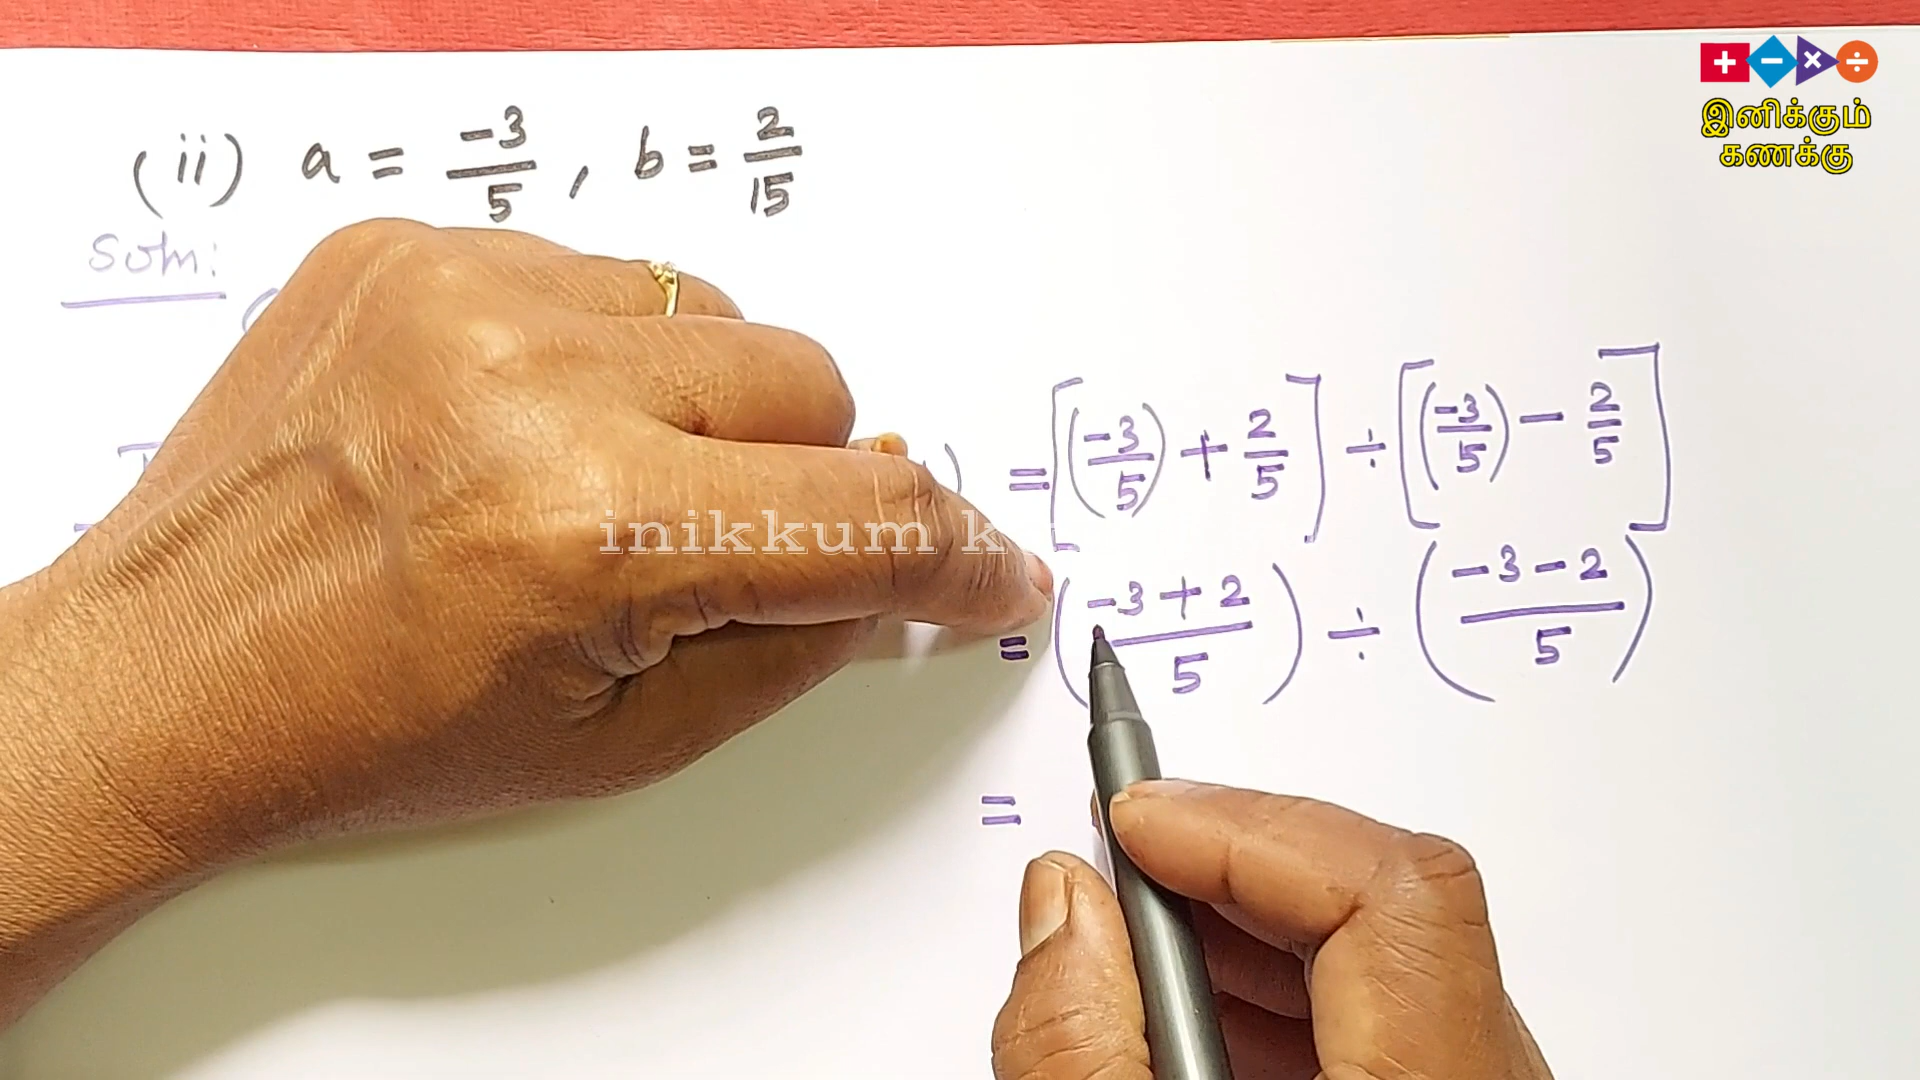 இனிக்கும்
கணக்கு
(ii) a = -3/5 , b = 2/15
Soln:
= [(-3/5) + 2/5] ÷ [(-3/5) - 2/5]
inikkum k
= (-3+2/5) ÷ (-3-2/5)
=